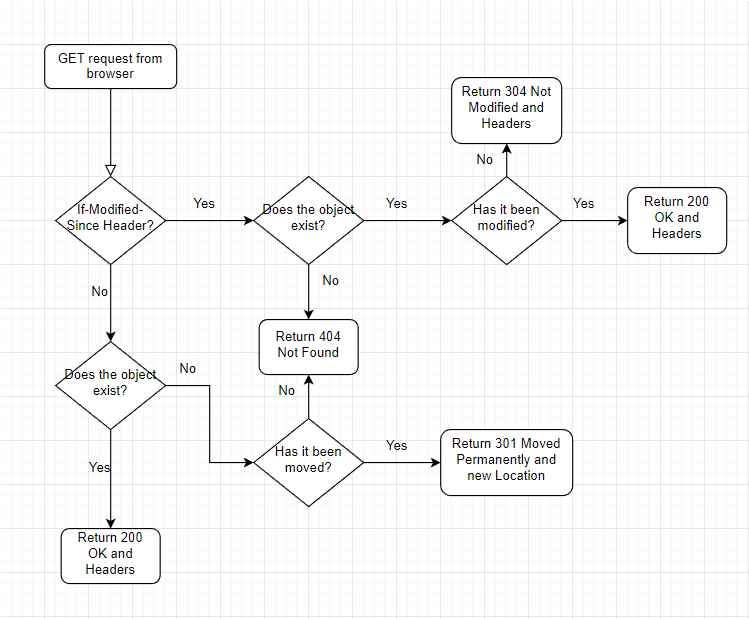 GET request from
browser
Return 304 Not
Modified and
Headers
No
If-Modified-
Since Header?
Yes
Does the object
exist?
Yes
Has it been
modified?
Yes
Return 200
OK and
Headers
No
No
Return 404
Not Found
Does the object
exist?
No
No
Has it been
moved?
Yes
Return 301 Moved
Permanently and
new Location
Yes
Return 200
OK and
Headers